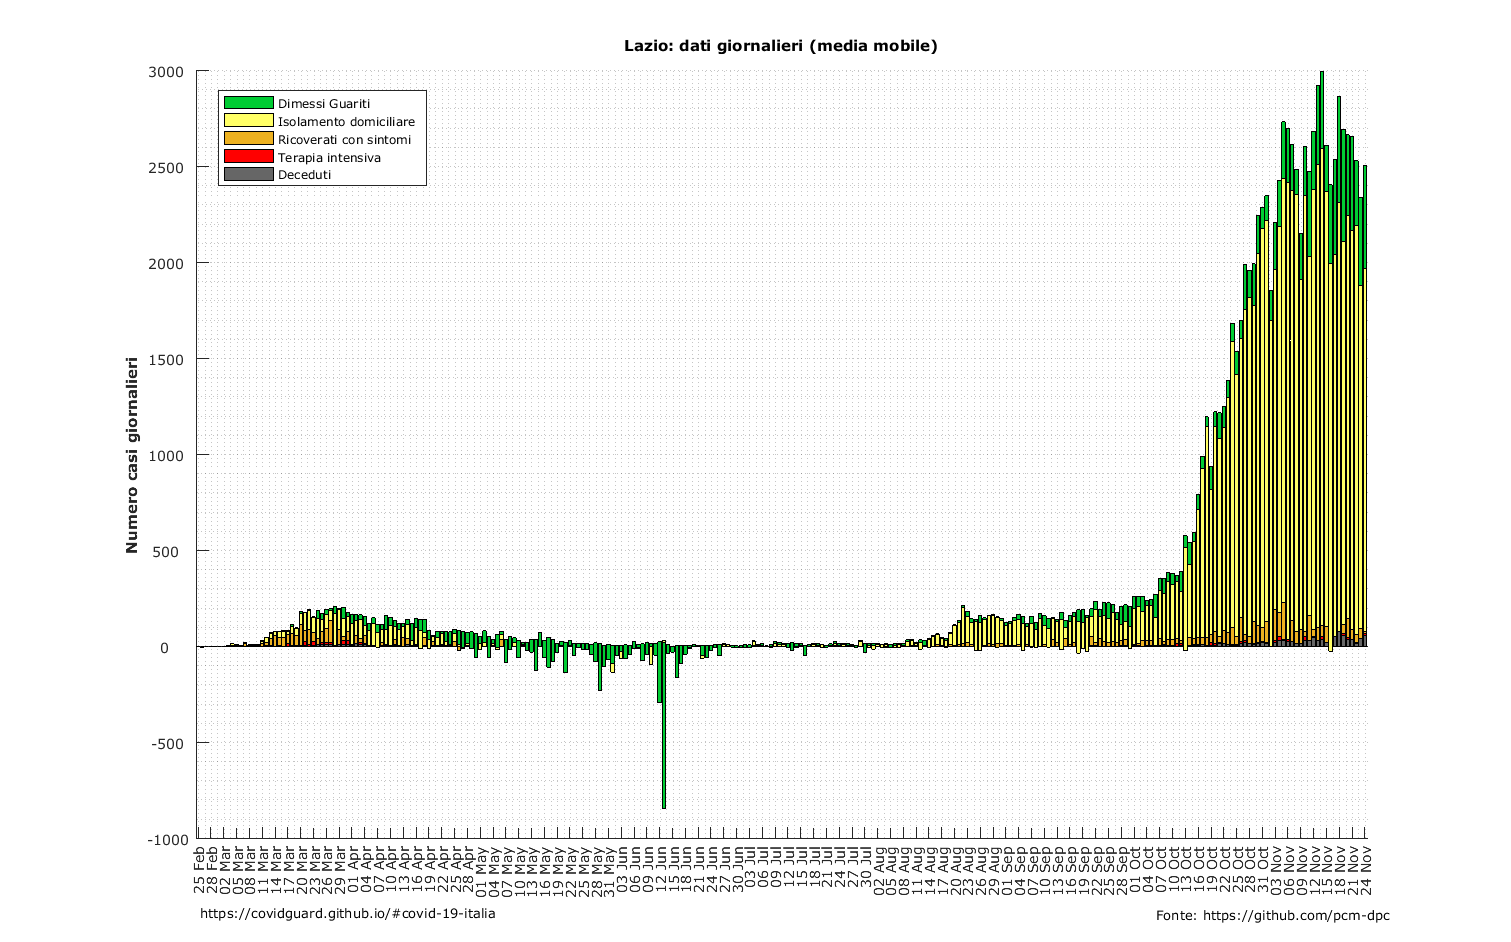 Lazio: dati giornalieri (media mobile)
3000
2500
2000
1500
1000
500
0
-500
-1000
Numero casi giornalieri
Dimessi Guariti
Isolamento domiciliare
Ricoverati con sintomi
Terapia intensiva
Deceduti
25 Feb
28 Feb
02 Mar
05 Mar
08 Mar
11 Mar
14 Mar
17 Mar
20 Mar
23 Mar
26 Mar
29 Mar
01 Apr
04 Apr
07 Apr
10 Apr
13 Apr
16 Apr
19 Apr
22 Apr
25 Apr
28 Apr
01 May
04 May
07 May
10 May
13 May
16 May
19 May
22 May
25 May
28 May
31 May
03 Jun
06 Jun
09 Jun
12 Jun
15 Jun
18 Jun
21 Jun
24 Jun
27 Jun
30 Jun
03 Jul
06 Jul
09 Jul
12 Jul
15 Jul
18 Jul
21 Jul
24 Jul
27 Jul
30 Jul
02 Aug
05 Aug
08 Aug
11 Aug
14 Aug
17 Aug
20 Aug
23 Aug
26 Aug
29 Aug
01 Sep
04 Sep
07 Sep
10 Sep
13 Sep
16 Sep
19 Sep
22 Sep
25 Sep
28 Sep
01 Oct
04 Oct
07 Oct
10 Oct
13 Oct
16 Oct
19 Oct
22 Oct
25 Oct
28 Oct
31 Oct
03 Nov
06 Nov
09 Nov
12 Nov
15 Nov
18 Nov
21 Nov
24 Nov
https://covidguard.github.io/#covid-19-italia
Fonte: https://github.com/pcm-dpc